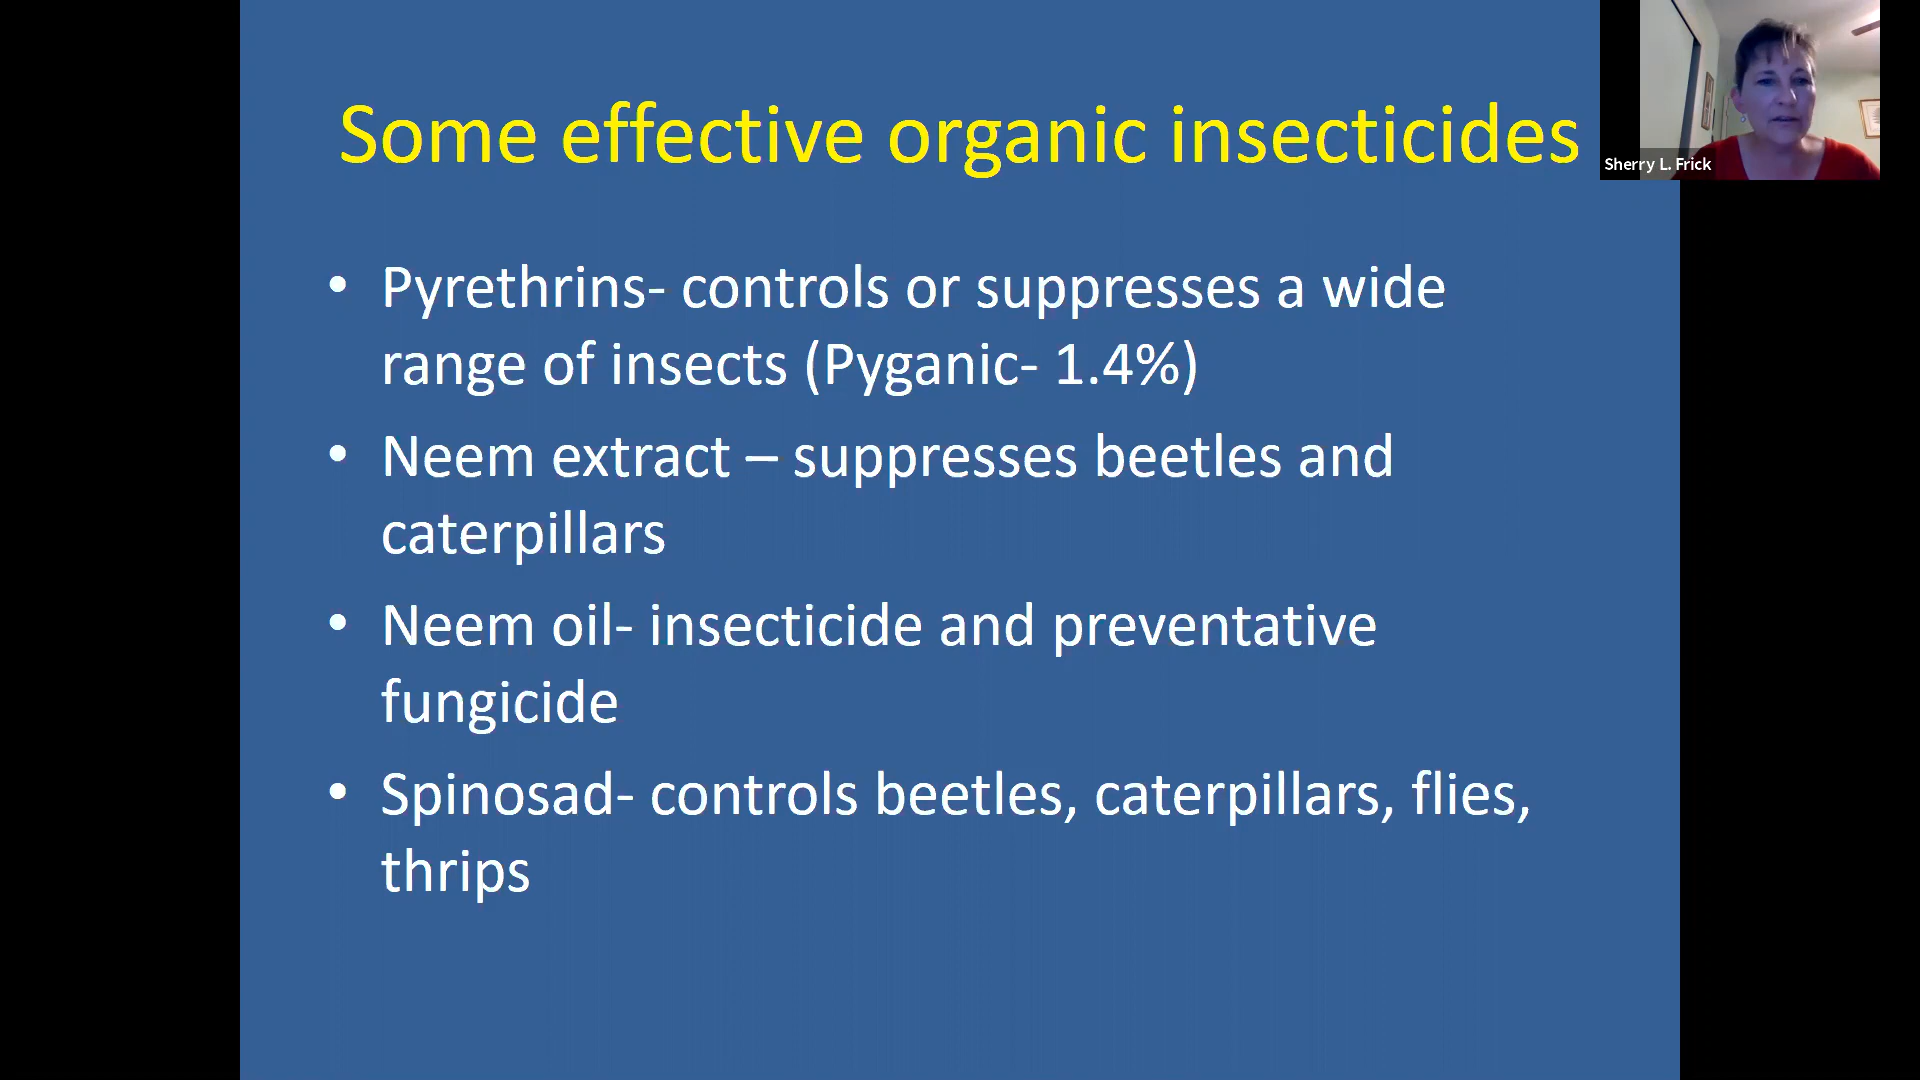 Some effective organic insecticides
Sherry L. Frick
• Pyrethrins- controls or suppresses a wide
range of insects (Pyganic- 1.4%)
• Neem extract – suppresses beetles and
caterpillars
• Neem oil- insecticide and preventative
fungicide
• Spinosad- controls beetles, caterpillars, flies,
thrips